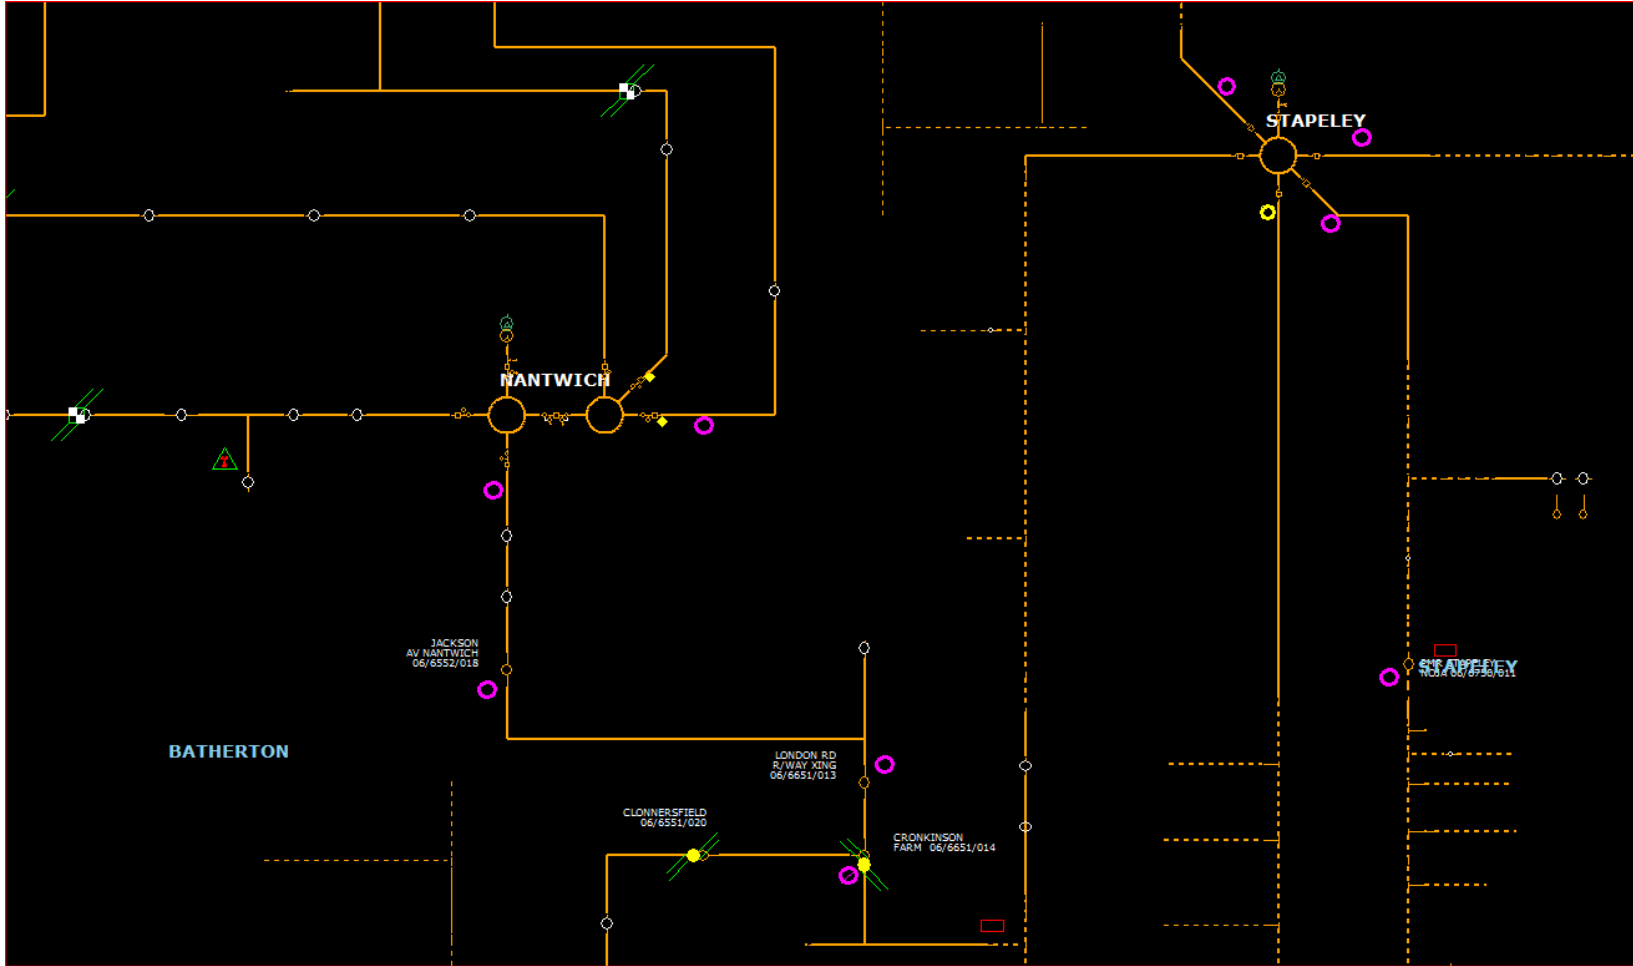 STAPELEY
NANTWICH
JACKSON
AV NANTWICH
06/6552/018
STAPELEY
BATHERTON
LONDON RD
R/WAY XING
06/6651/013
CLONNERSFIELD
06/6551/020
CRONKINSON
FARM 06/6651/014